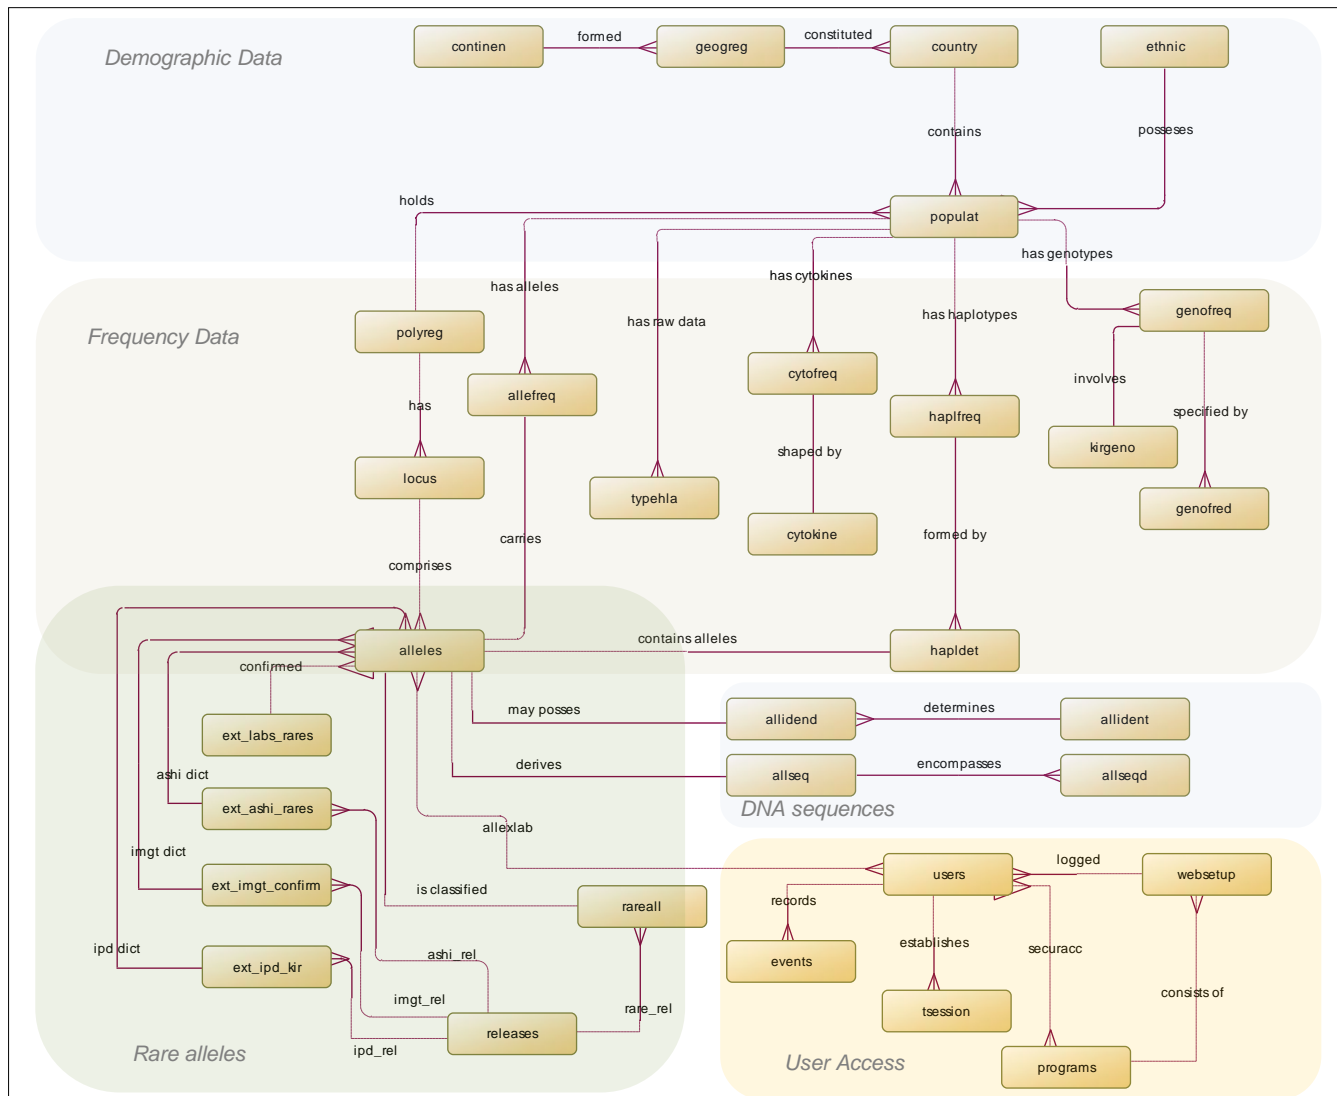 continen
formed
geogreg
constituted
country
ethnic
Demographic Data
contains
posseses
holds
populat
has genotypes
has alleles
has cytokines
has raw data
has haplotypes
genofreq
Frequency Data
polyreg
cytofreq
allefreq
involves
has
haplfreq
specified by
kirgeno
shaped by
locus
typehla
genofred
cytokine
carries
formed by
comprises
contains alleles
alleles
hapldet
confirmed
may posses
allidend
determines
allident
ext_labs_rares
derives
allseq
encompasses
allseqd
ashi dict
ext_ashi_rares
DNA sequences
allexlab
imgt dict
logged
ext_imgt_confirm
users
websetup
is classified
records
rareall
ipd dict
ashi_rel
establishes
securacc
ext_ipd_kir
events
imgt_rel
consists of
rare_rel
tsession
releases
ipd_rel
Rare alleles
User Access
programs